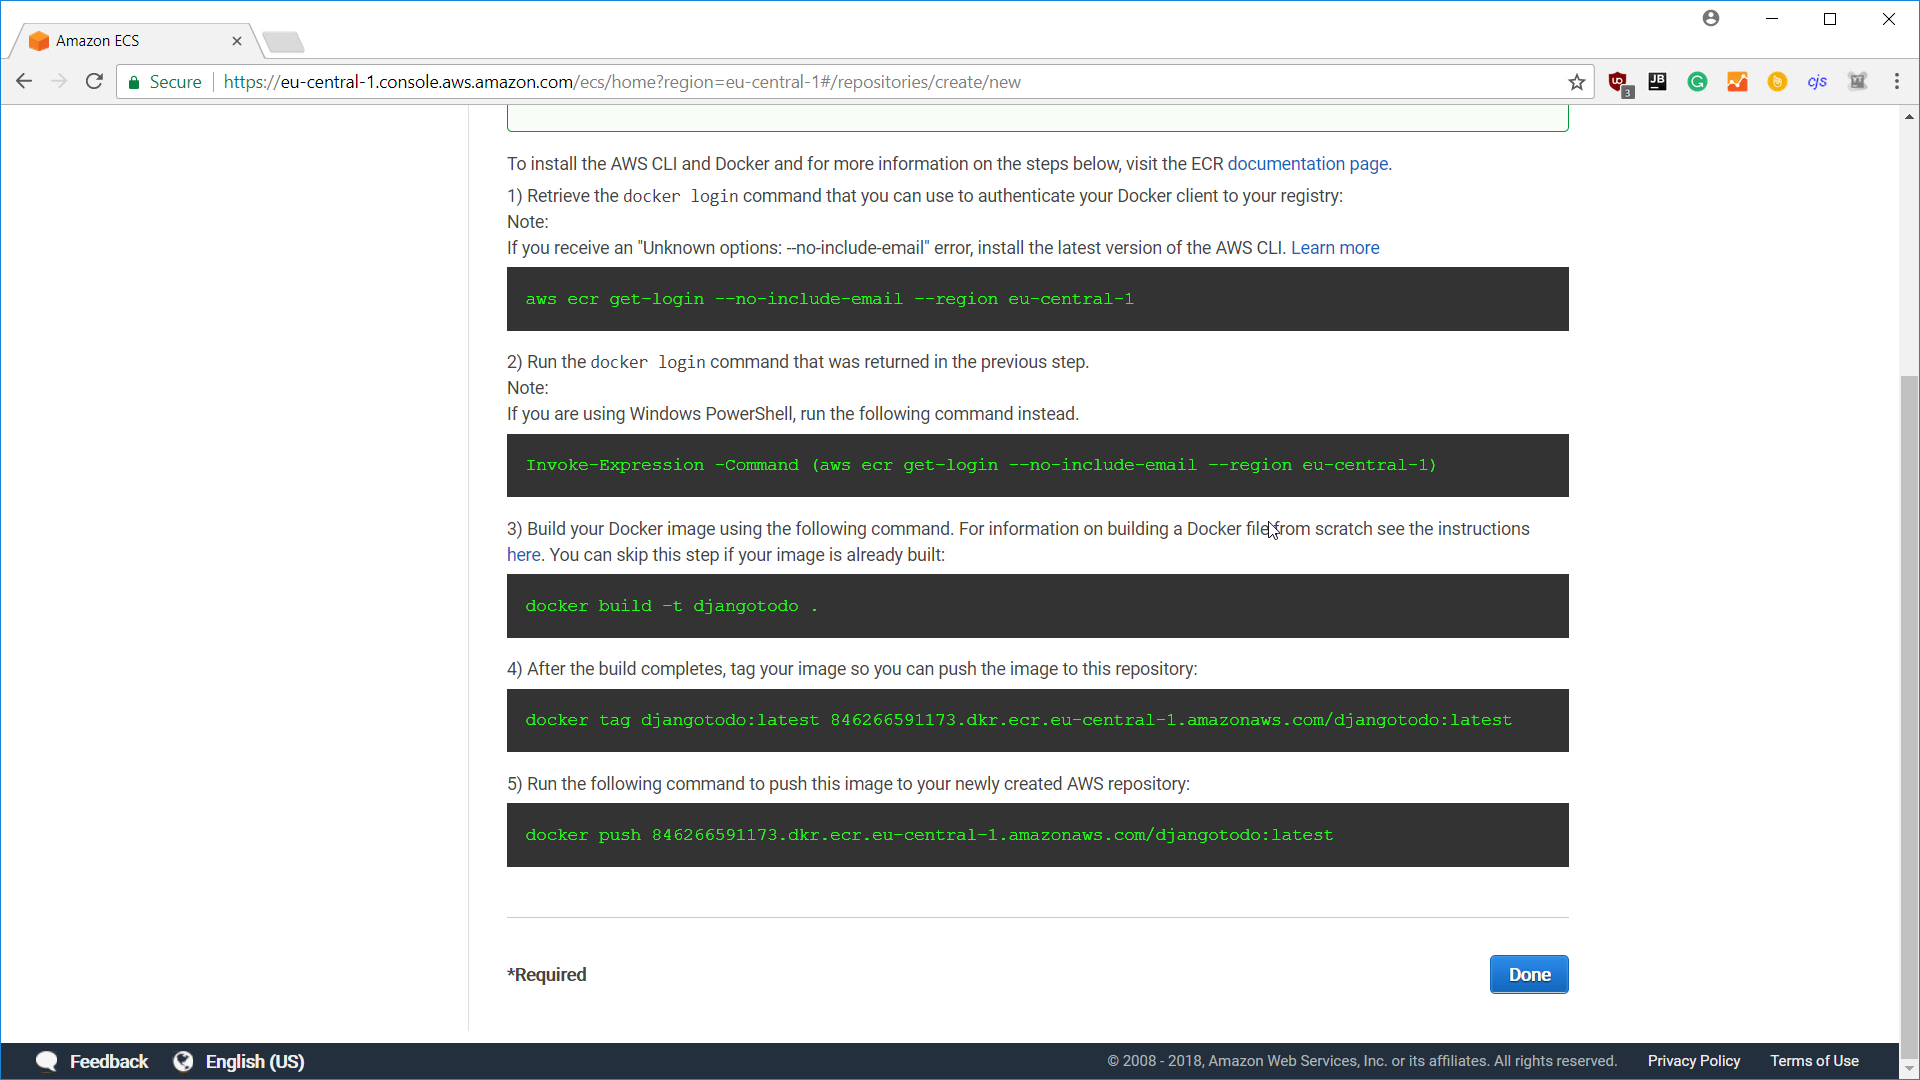 Amazon ECS
Secure https://eu-central-1.console.aws.amazon.com/ecs/home?region=eu-central-1#/repositories/create/new
3
JB
G
cjs
To install the AWS CLI and Docker and for more information on the steps below, visit the ECR documentation page.
1) Retrieve the docker login command that you can use to authenticate your Docker client to your registry:
Note:
If you receive an "Unknown options: --no-include-email" error, install the latest version of the AWS CLI. Learn more
aws ecr get-login --no-include-email --region eu-central-1
2) Run the docker login command that was returned in the previous step.
Note:
If you are using Windows PowerShell, run the following command instead.
Invoke-Expression -Command (aws ecr get-login --no-include-email --region eu-central-1)
3) Build your Docker image using the following command. For information on building a Docker file from scratch see the instructions
here. You can skip this step if your image is already built:
docker build -t djangotodo .
4) After the build completes, tag your image so you can push the image to this repository:
docker tag djangotodo:latest 846266591173.dkr.ecr.eu-central-1.amazonaws.com/djangotodo:latest
5) Run the following command to push this image to your newly created AWS repository:
docker push 846266591173.dkr.ecr.eu-central-1.amazonaws.com/djangotodo:latest
*Required
Done
Feedback English (US) © 2008 - 2018, Amazon Web Services, Inc. or its affiliates. All rights reserved. Privacy Policy Terms of Use